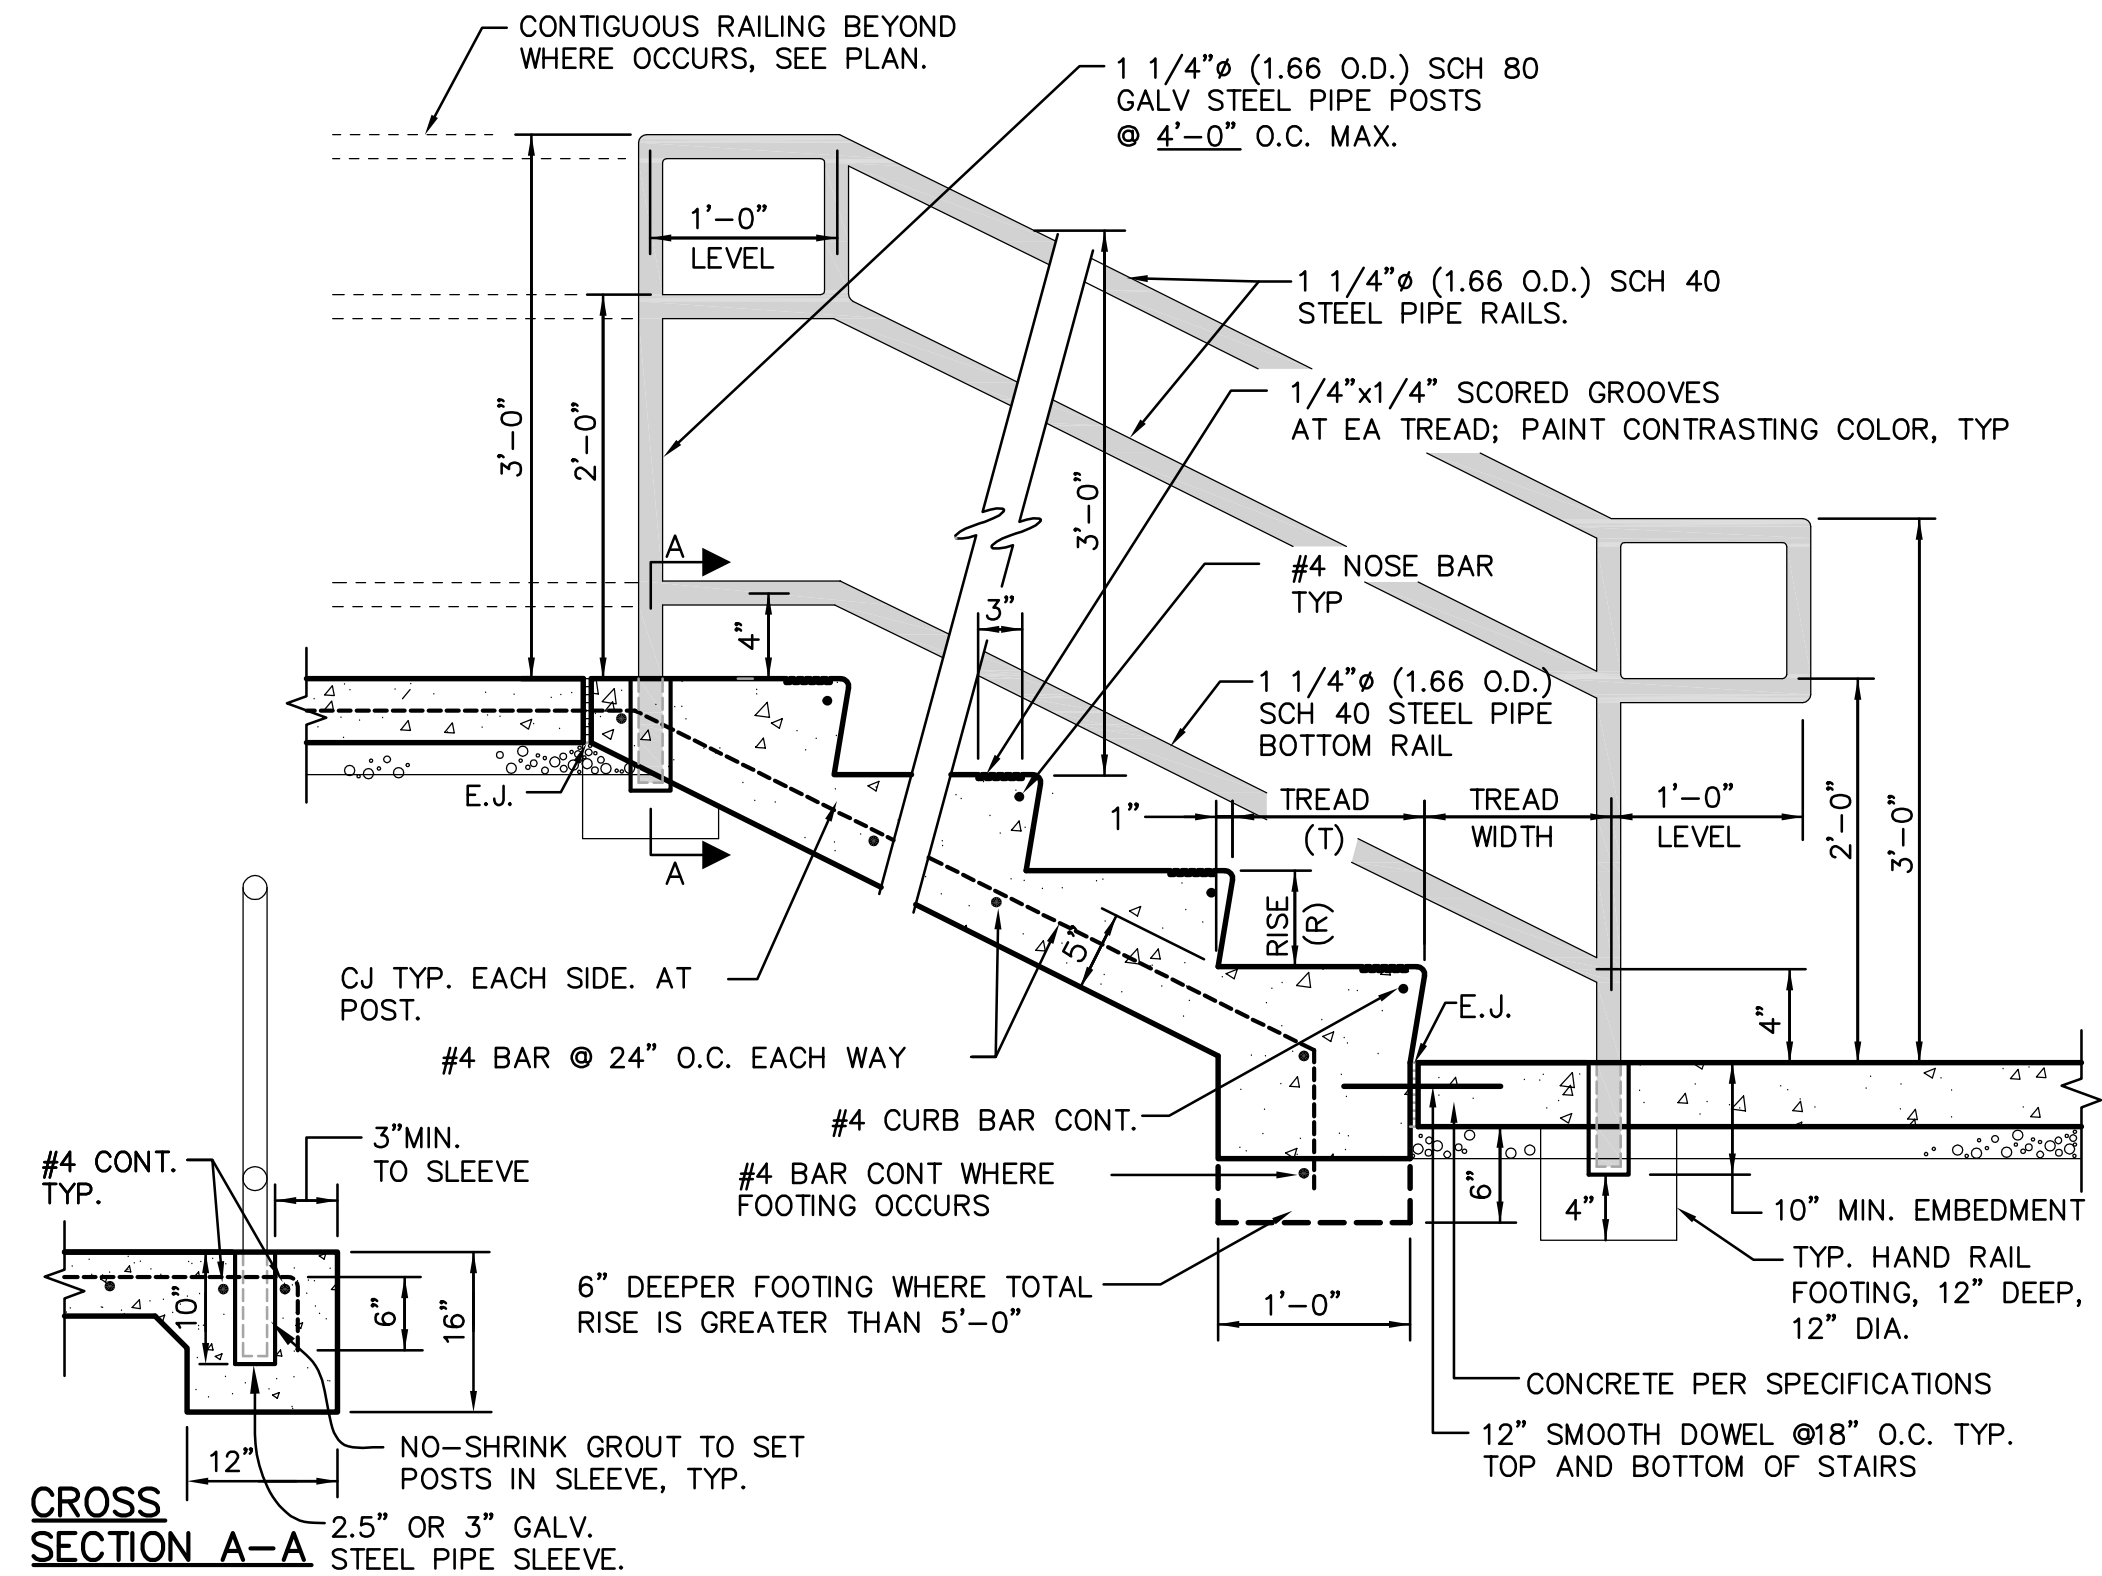 CONTIGUOUS RAILING BEYOND
WHERE OCCURS, SEE PLAN.
1 1/4"ø (1.66 O.D.) SCH 80
GALV STEEL PIPE POSTS
@ 4'-0" O.C. MAX.
1'-0"
LEVEL
1 1/4"ø (1.66 O.D.) SCH 40
STEEL PIPE RAILS.
1/4"x1/4" SCORED GROOVES
AT EA TREAD; PAINT CONTRASTING COLOR, TYP
3'-0"
2'-0"
3'-0"
A
4"
3"
#4 NOSE BAR
TYP
1 1/4"ø (1.66 O.D.)
SCH 40 STEEL PIPE
BOTTOM RAIL
E.J.
A
1"
TREAD
(T)
TREAD
WIDTH
1'-0"
LEVEL
2'-0"
3'-0"
RISE
(R)
5"
CJ TYP. EACH SIDE. AT
POST.
E.J.
4"
#4 BAR @ 24" O.C. EACH WAY
#4 CURB BAR CONT.
3"MIN.
TO SLEEVE
#4 CONT.
TYP.
#4 BAR CONT WHERE
FOOTING OCCURS
6"
4"
10" MIN. EMBEDMENT
TYP. HAND RAIL
FOOTING, 12" DEEP,
12" DIA.
6" DEEPER FOOTING WHERE TOTAL
RISE IS GREATER THAN 5'-0"
1'-0"
10"
6"
16"
CONCRETE PER SPECIFICATIONS
12" SMOOTH DOWEL @18" O.C. TYP.
TOP AND BOTTOM OF STAIRS
12"
NO-SHRINK GROUT TO SET
POSTS IN SLEEVE, TYP.
CROSS
SECTION A-A
2.5" OR 3" GALV.
STEEL PIPE SLEEVE.